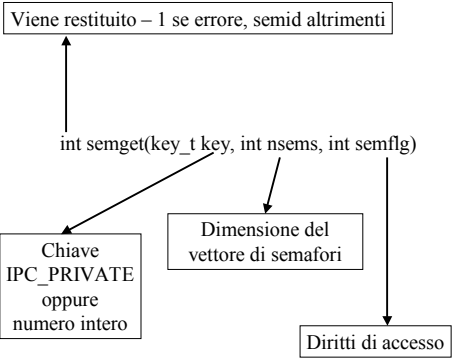 Viene restituito – 1 se errore, semid altrimenti
int semget(key_t key, int nsems, int semflg)
Dimensione del
vettore di semafori
Chiave
IPC_PRIVATE
oppure
numero intero
Diritti di accesso